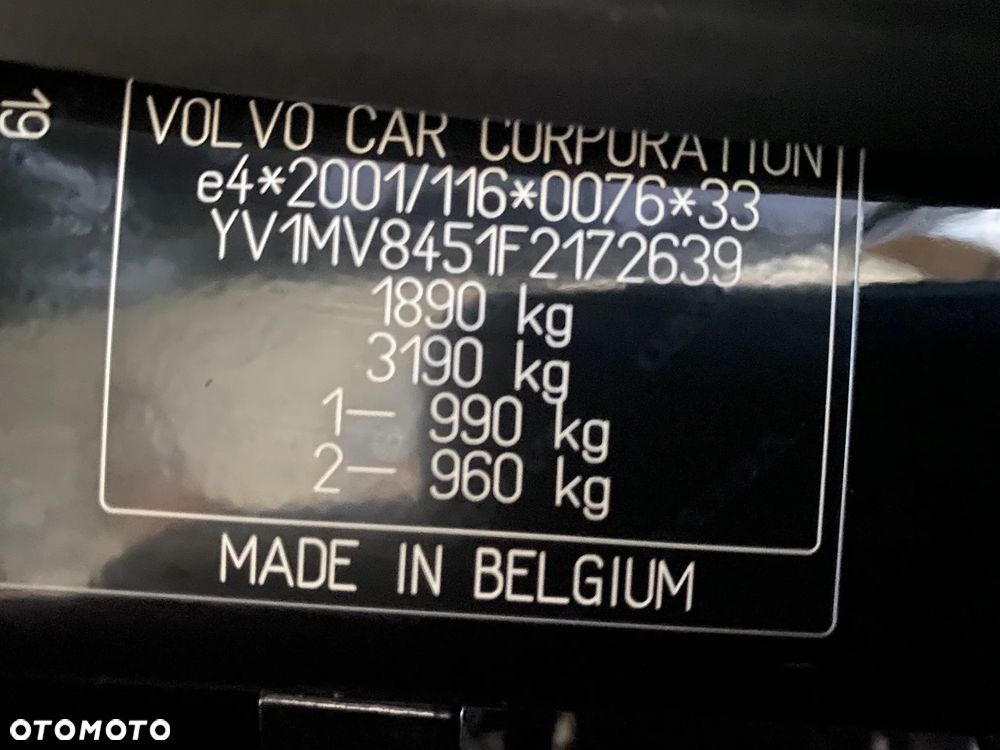 19
VOLVO CAR CORPORATION
e4*2001/116*0076*33
YV1MV8451F2172639
1890 kg
3190 kg
1— 990 kg
2— 960 kg
MADE IN BELGIUM
OTOMOTO